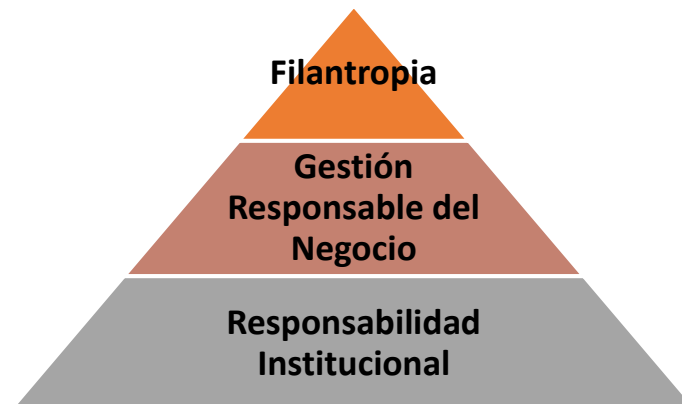 Filantropia
Gestión
Responsable del
Negocio
Responsabilidad
Institucional